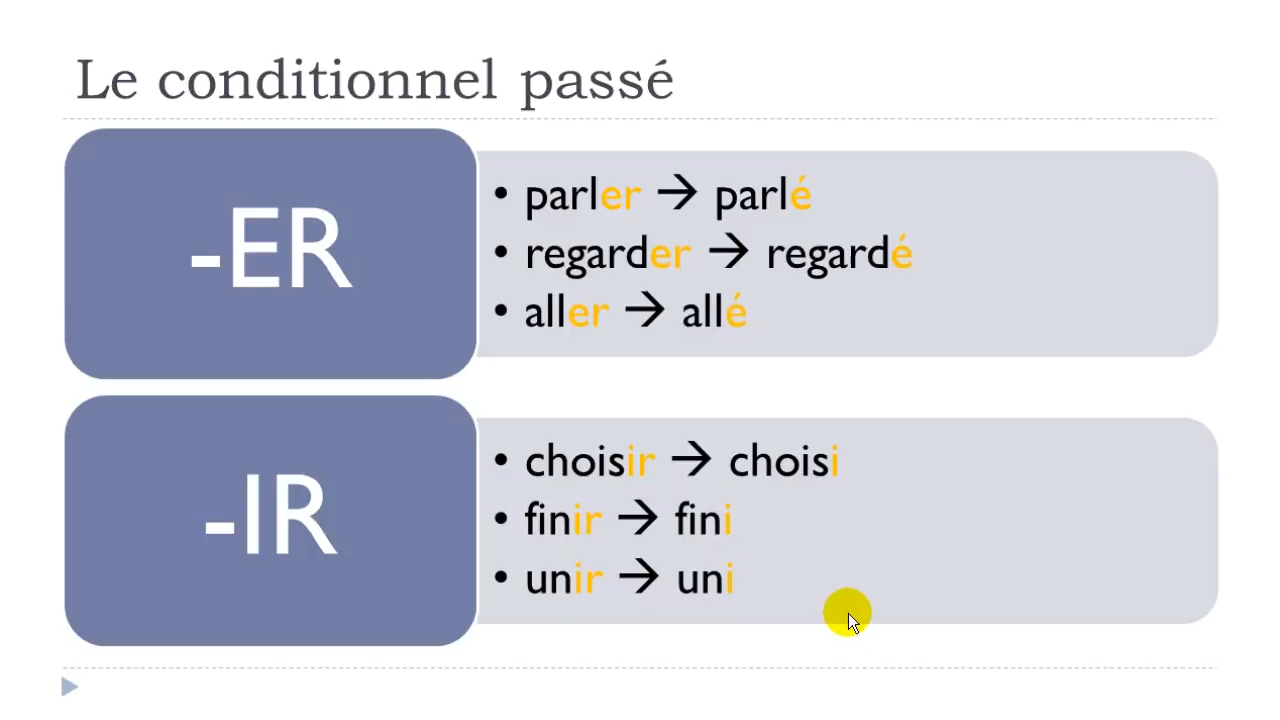 Le conditionnel passé
-ER
• parler → parlé
• regarder → regardé
• aller → allé
-IR
• choisir → choisi
• finir → fini
• unir → uni